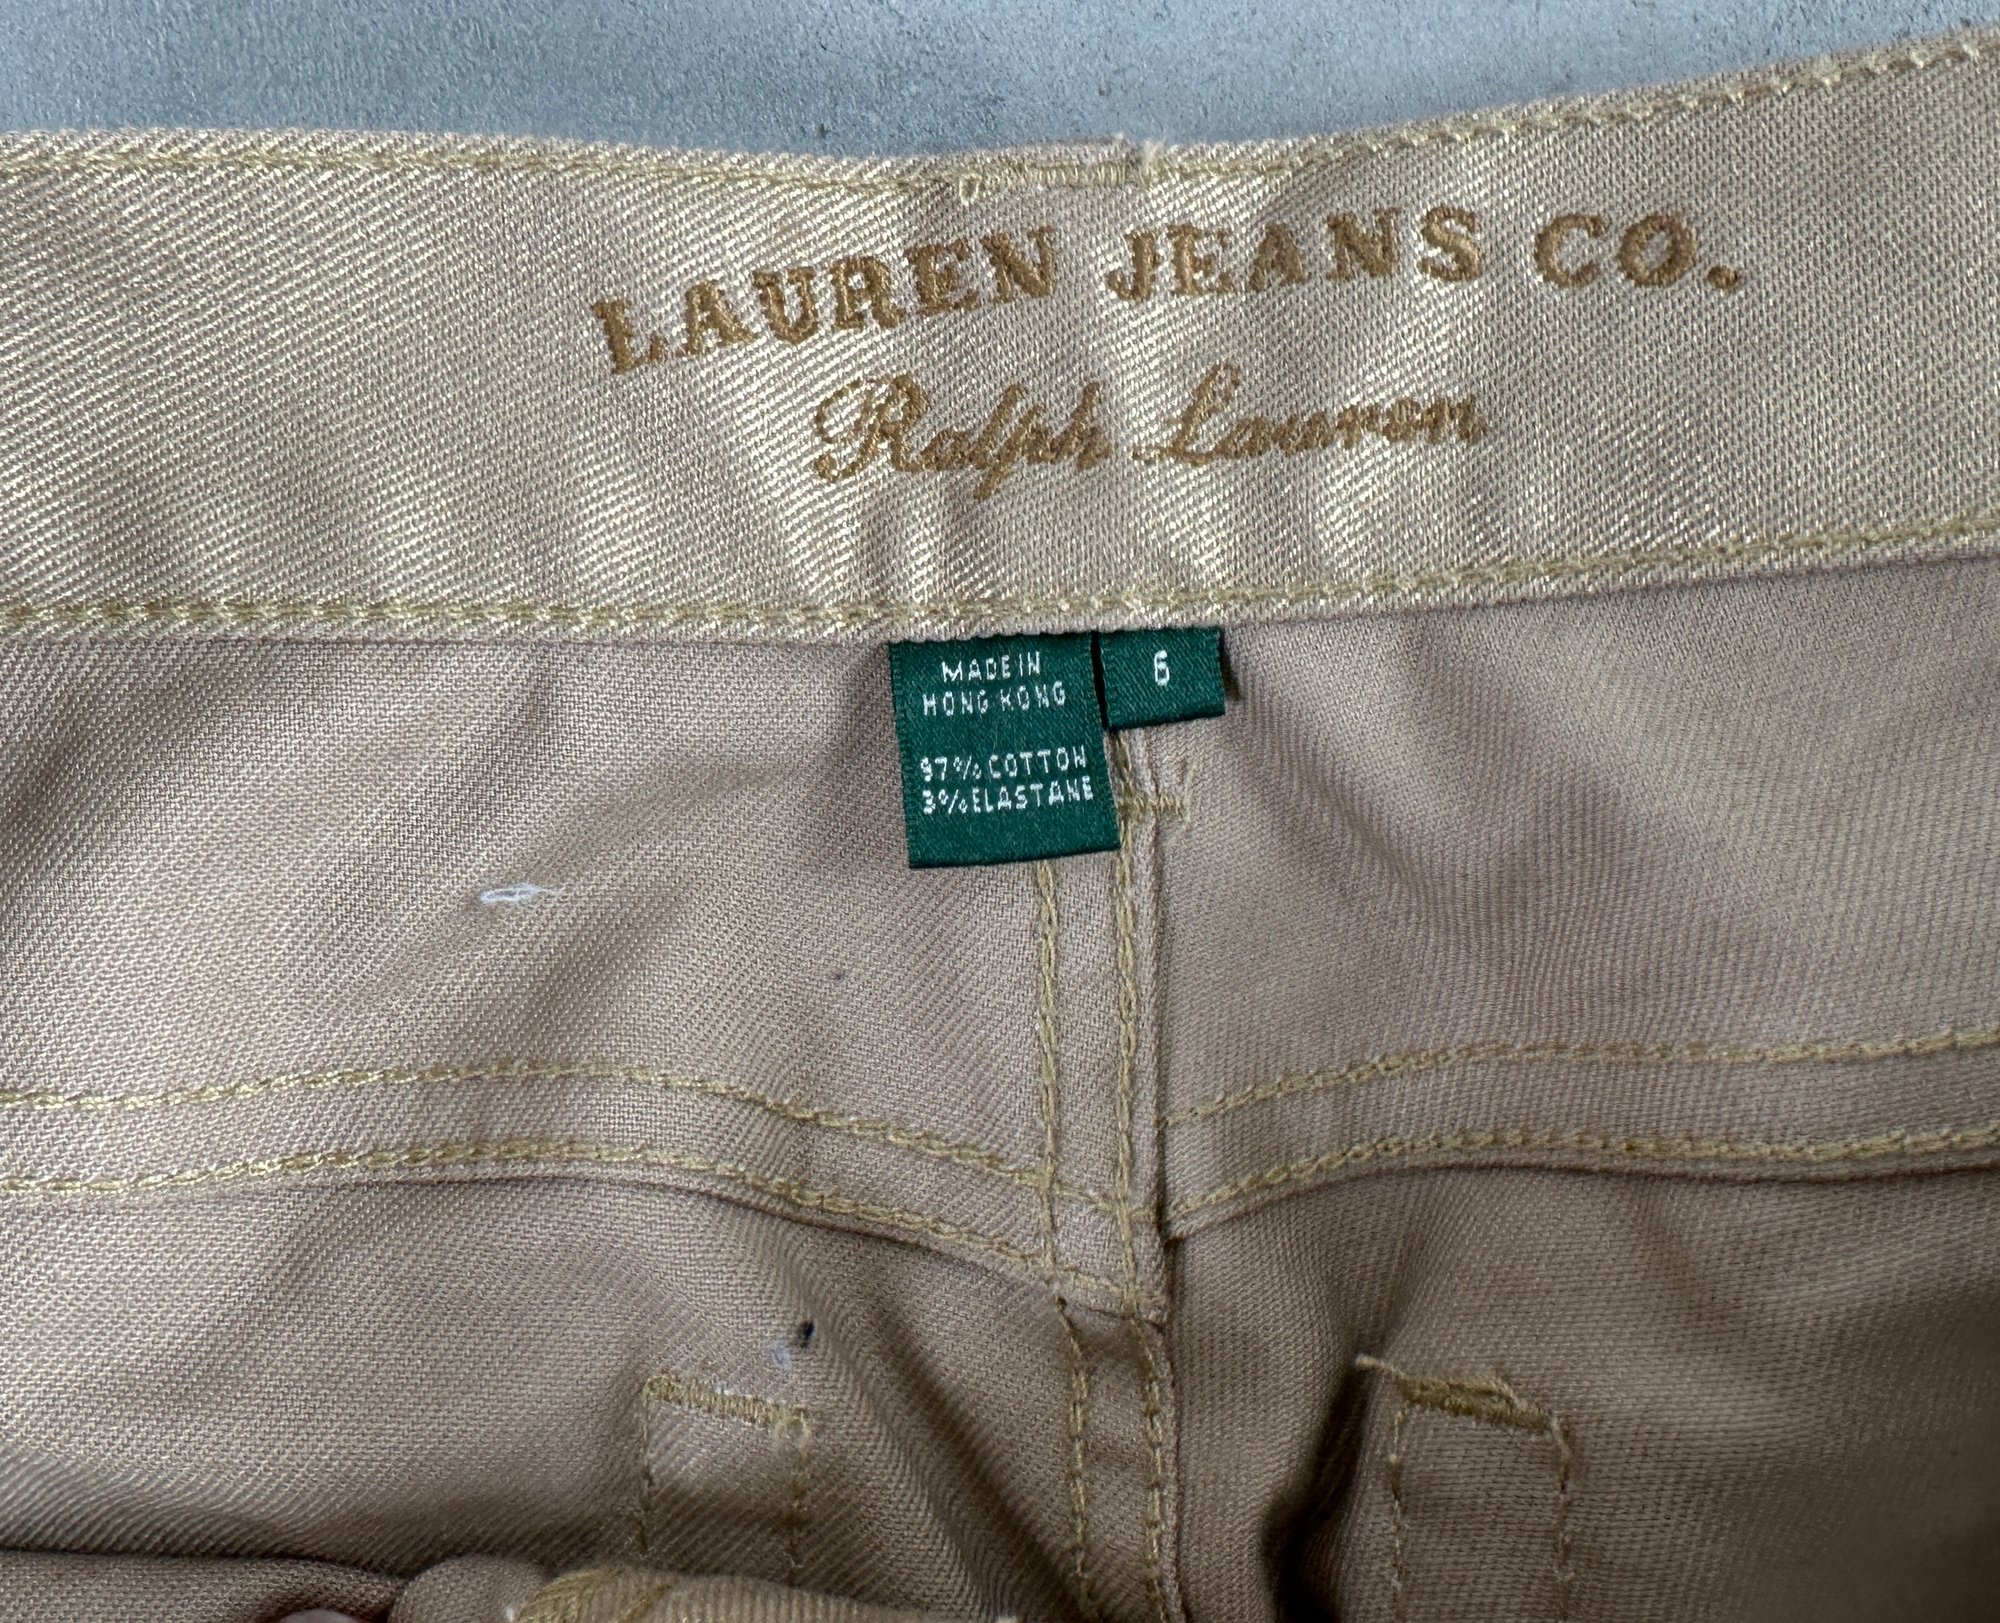 LAUREN JEANS CO.
Ralph Lauren
MADE IN
HONG KONG
97% COTTON
3% ELASTANE
6